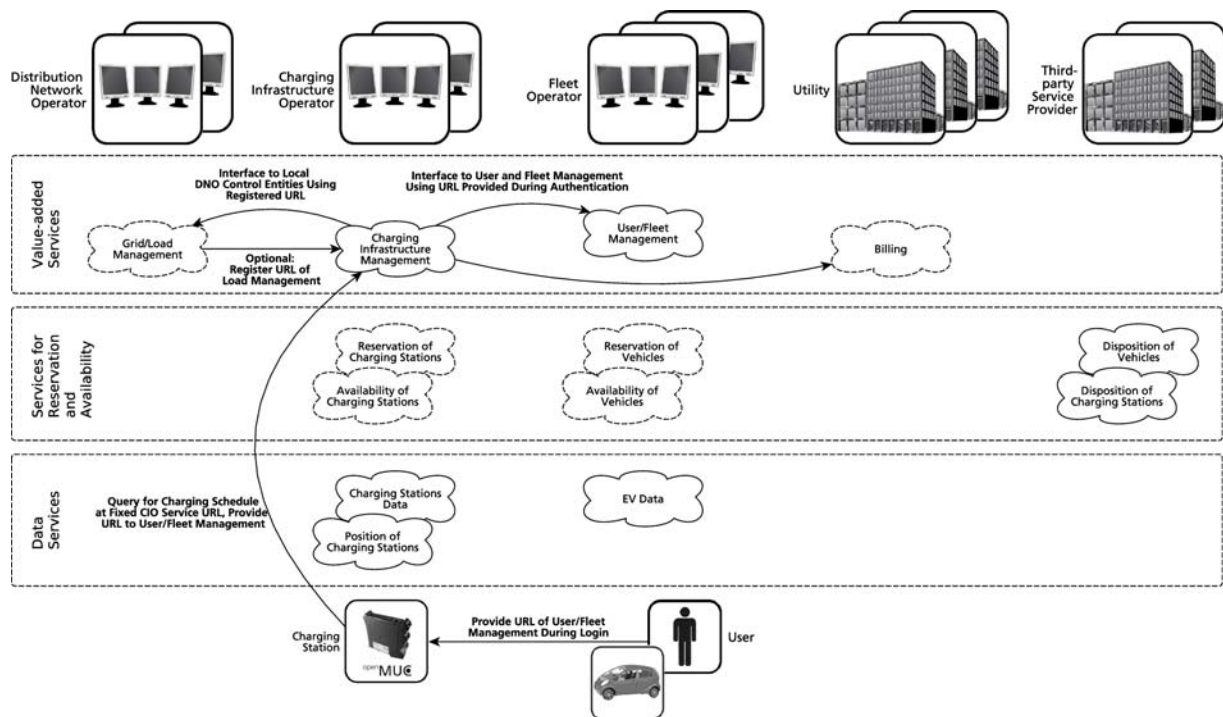 Distribution
Network
Operator
Charging
Infrastructure
Operator
Fleet
Operator
Utility
Third-
party
Service
Provider
Value-added
Services
Interface to Local
DNO Control Entities Using
Registered URL
Interface to User and Fleet Management
Using URL Provided During Authentication
Grid/Load
Management
Optional:
Register URL of
Load Management
Charging
Infrastructure
Management
User/Fleet
Management
Billing
Services for
Reservation
and
Availability
Reservation of
Charging Stations
Availability of
Charging Stations
Reservation of
Vehicles
Availability of
Vehicles
Disposition of
Vehicles
Disposition of
Charging Stations
Data
Services
Query for Charging Schedule
at Fixed CIO Service URL, Provide
URL to User/Fleet Management
Charging Stations
Data
Position of
Charging Stations
EV Data
Charging
Station
open MUC
Provide URL of User/Fleet
Management During Login
User